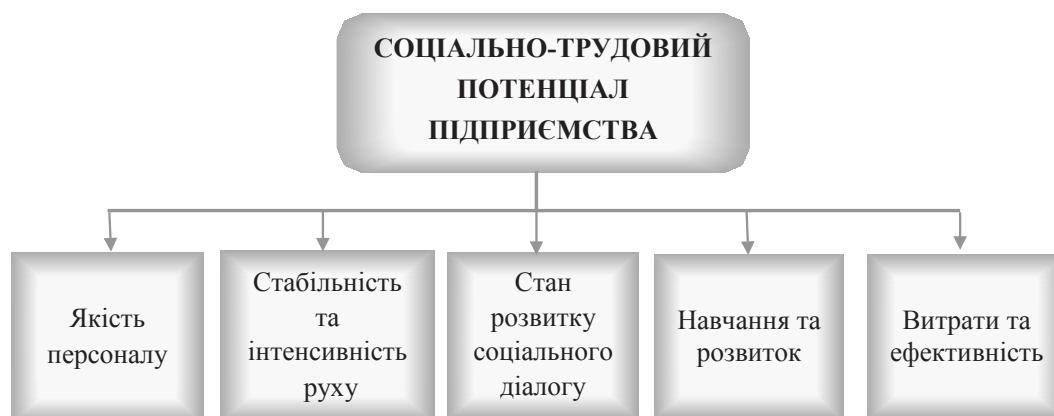 СОЦІАЛЬНО-ТРУДОВИЙ
ПОТЕНЦІАЛ
ПІДПРИЄМСТВА
Якість
персоналу
Стабільність
та
інтенсивність
руху
Стан
розвитку
соціального
діалогу
Навчання та
розвиток
Витрати та
ефективність